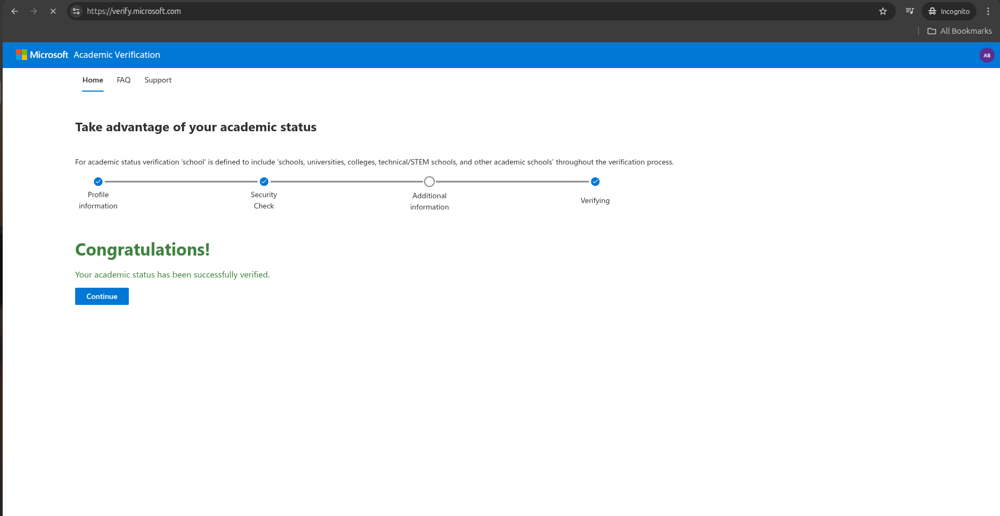 https://verify.microsoft.com
Incognito
All Bookmarks
Microsoft Academic Verification
AB
Home FAQ Support
Take advantage of your academic status
For academic status verification ‘school’ is defined to include ‘schools, universities, colleges, technical/STEM schools, and other academic schools’ throughout the verification process.
Profile
information
Security
Check
Additional
information
Verifying
Congratulations!
Your academic status has been successfully verified.
Continue